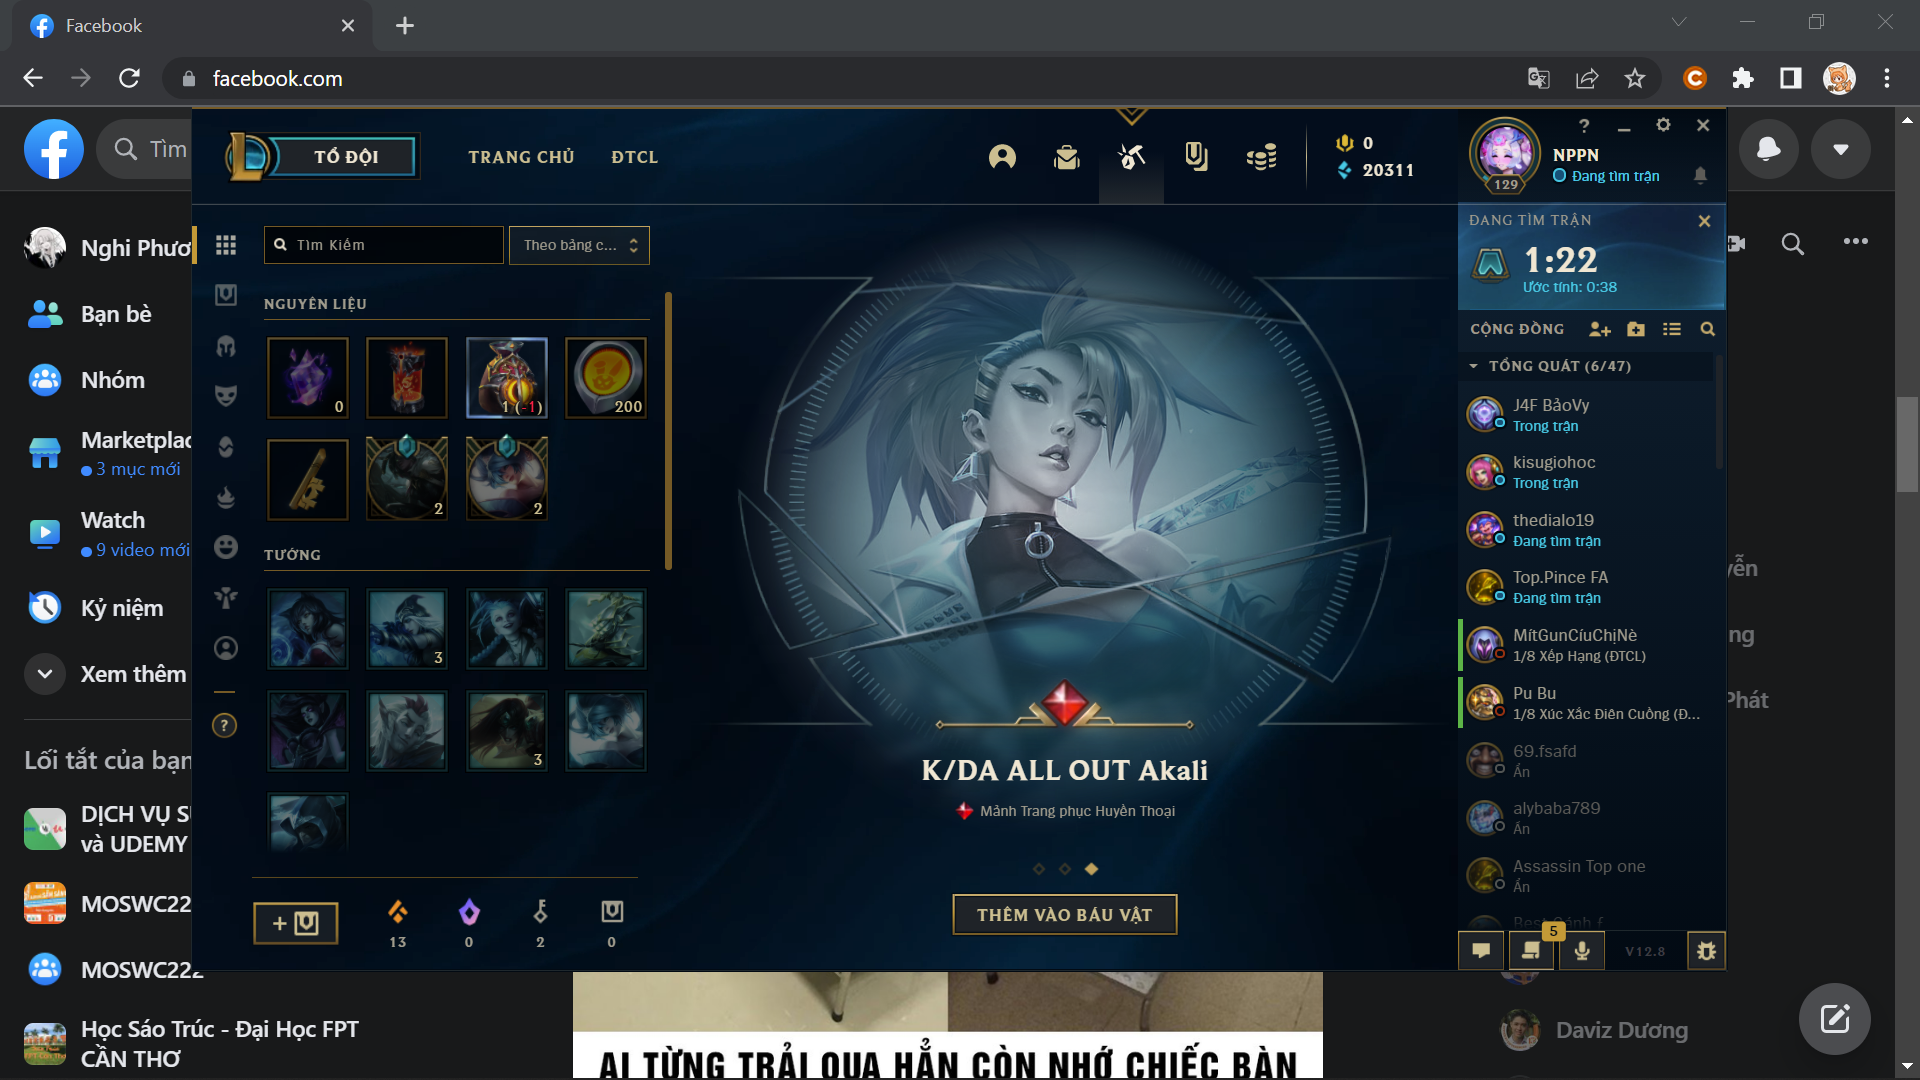 Facebook
facebook.com
Tìm
Nghi Phươ
Bạn bè
Nhóm
Marketplac
3 mục mới
Watch
9 video mới
Kỷ niệm
Xem thêm
Lối tắt của bạn
DỊCH VỤ S
và UDEMY
MOSWC22
MOSWC222
Học Sáo Trúc - Đại Học FPT
CẦN THƠ
TỔ ĐỘI
TRANG CHỦ
ĐTCL
0
20311
129
NPPN
Đang tìm trận
Tìm Kiếm
Theo bảng c...
NGUYÊN LIỆU
0
1 (-1)
200
2
2
TƯỚNG
3
3
13
0
2
0
K/DA ALL OUT Akali
Mảnh Trang phục Huyền Thoại
THÊM VÀO BÁU VẬT
ĐANG TÌM TRẬN
1:22
Ước tính: 0:38
CỘNG ĐỒNG
TỔNG QUÁT (6/47)
J4F BảoVy
Trong trận
kisugiohoc
Trong trận
thedialo19
Đang tìm trận
Top.Pince FA
Đang tìm trận
MítGunCíuChịNè
1/8 Xếp Hạng (ĐTCL)
Pu Bu
1/8 Xúc Xắc Điên Cuồng (Đ...
69.fsafd
Ẩn
alybaba789
Ẩn
Assassin Top one
Ẩn
5
V12.8
yễn
ng
Phát
Daviz Dương
AI TỪNG TRẢI QUA HẲN CÒN NHỚ CHIẾC BÀN